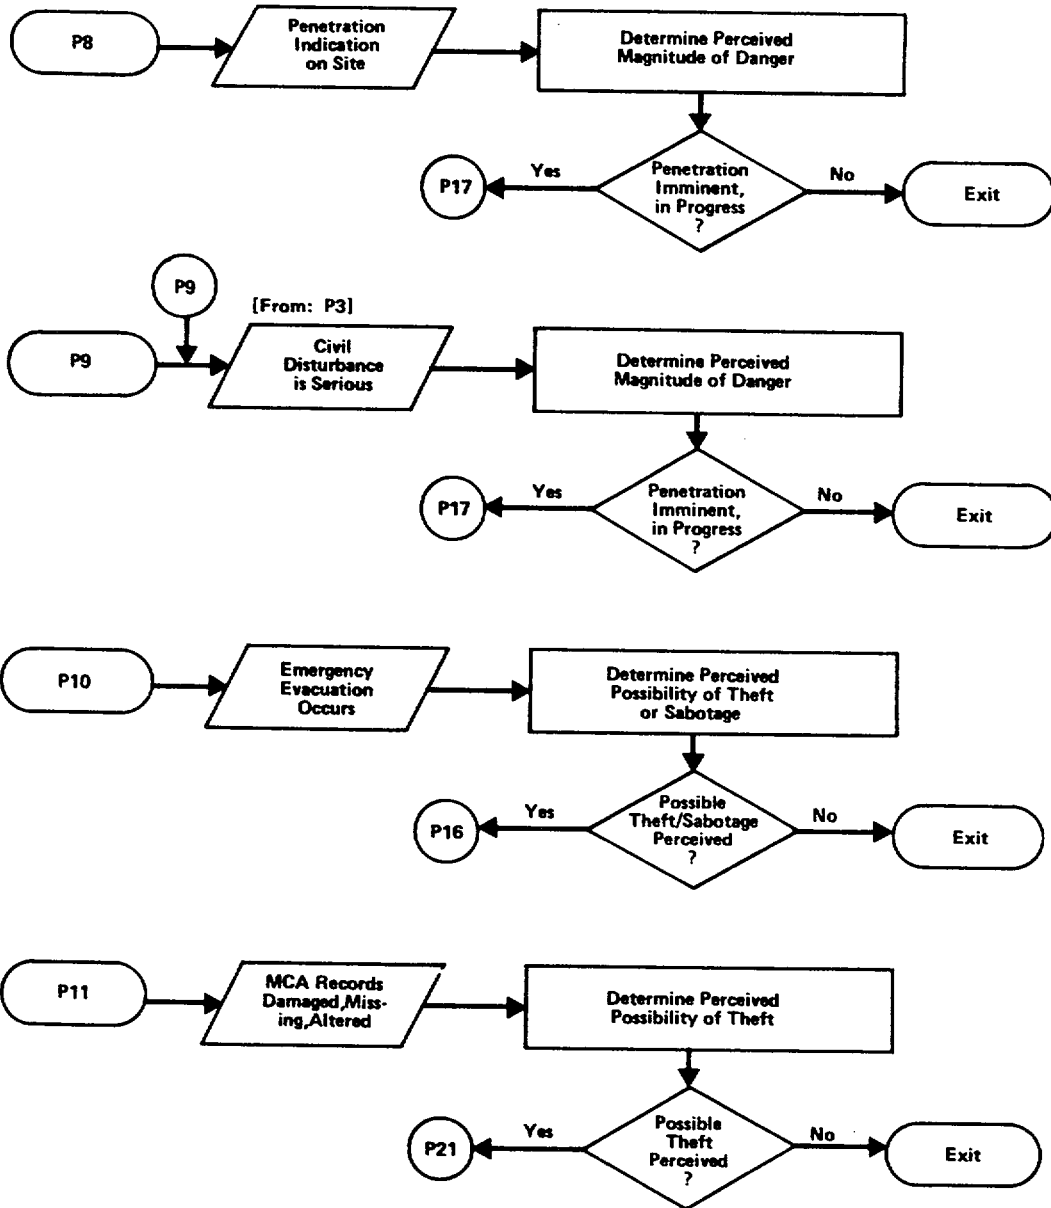 P8
Penetration
Indication
on Site
Determine Perceived
Magnitude of Danger
P17
Yes
Penetration
Imminent,
in Progress
?
No
Exit
P9
[From: P3]
P9
Civil
Disturbance
is Serious
Determine Perceived
Magnitude of Danger
P17
Yes
Penetration
Imminent,
in Progress
?
No
Exit
P10
Emergency
Evacuation
Occurs
Determine Perceived
Possibility of Theft
or Sabotage
P16
Yes
Possible
Theft/Sabotage
Perceived
?
No
Exit
P11
MCA Records
Damaged,Miss-
ing,Altered
Determine Perceived
Possibility of Theft
P21
Yes
Possible
Theft
Perceived
?
No
Exit